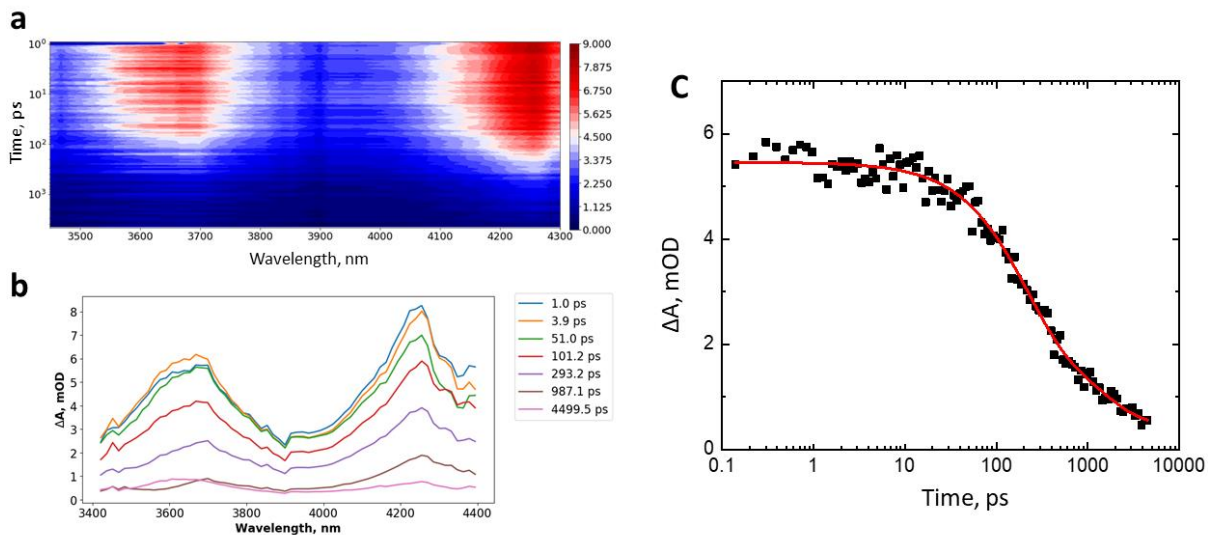 a
Time, ps
10⁰
10¹
10²
10³
3450 3600 3700 3900 4000 4100 4200 4300
Wavelength, nm
9.000
7.875
6.750
5.625
4.500
3.375
2.250
1.125
0.000
b
ΔA, mOD
8
7
6
5
4
3
2
1
0
3400 3600 3800 4000 4200 4400
Wavelength, nm
1.0 ps
3.9 ps
51.0 ps
101.2 ps
293.2 ps
987.1 ps
4499.5 ps
C
ΔA, mOD
6
4
2
0
0.1 1 10 100 1000 10000
Time, ps